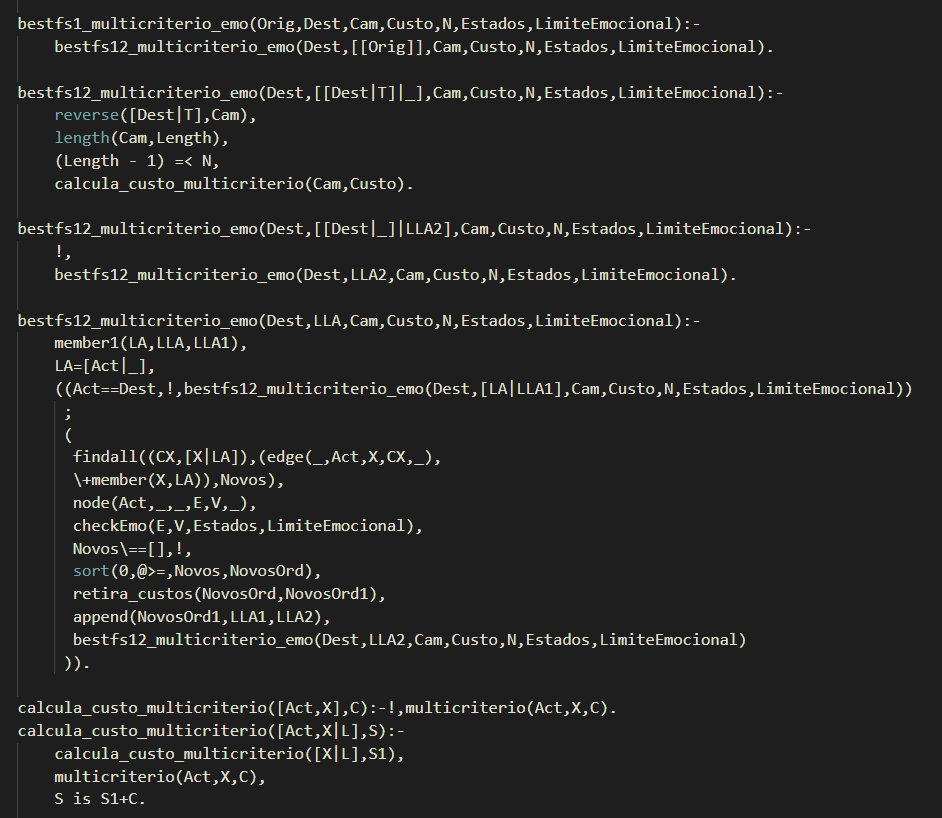 bestfs1_multicriterio_emo(Orig,Dest,Cam,Custo,N,Estados,LimiteEmocional):-
    bestfs12_multicriterio_emo(Dest,[[Orig]],Cam,Custo,N,Estados,LimiteEmocional).

bestfs12_multicriterio_emo(Dest,[[Dest|T]|_],Cam,Custo,N,Estados,LimiteEmocional):-
    reverse([Dest|T],Cam),
    length(Cam,Length),
    (Length - 1) =< N,
    calcula_custo_multicriterio(Cam,Custo).

bestfs12_multicriterio_emo(Dest,[[Dest|_]|LLA2],Cam,Custo,N,Estados,LimiteEmocional):-
    !,
    bestfs12_multicriterio_emo(Dest,LLA2,Cam,Custo,N,Estados,LimiteEmocional).

bestfs12_multicriterio_emo(Dest,LLA,Cam,Custo,N,Estados,LimiteEmocional):-
    member1(LA,LLA,LLA1),
    LA=[Act|_],
    ((Act==Dest,!,bestfs12_multicriterio_emo(Dest,[LA|LLA1],Cam,Custo,N,Estados,LimiteEmocional))
     ;
     (
      findall((CX,[X|LA]),(edge(_,Act,X,CX,_),
      \+member(X,LA)),Novos),
      node(Act,_,_,E,V,_),
      checkEmo(E,V,Estados,LimiteEmocional),
      Novos\==[],!,
      sort(0,@>=,Novos,NovosOrd),
      retira_custos(NovosOrd,NovosOrd1),
      append(NovosOrd1,LLA1,LLA2),
      bestfs12_multicriterio_emo(Dest,LLA2,Cam,Custo,N,Estados,LimiteEmocional)
     )).

calcula_custo_multicriterio([Act,X],C):-!,multicriterio(Act,X,C).
calcula_custo_multicriterio([Act,X|L],S):-
    calcula_custo_multicriterio([X|L],S1),
    multicriterio(Act,X,C),
    S is S1+C.